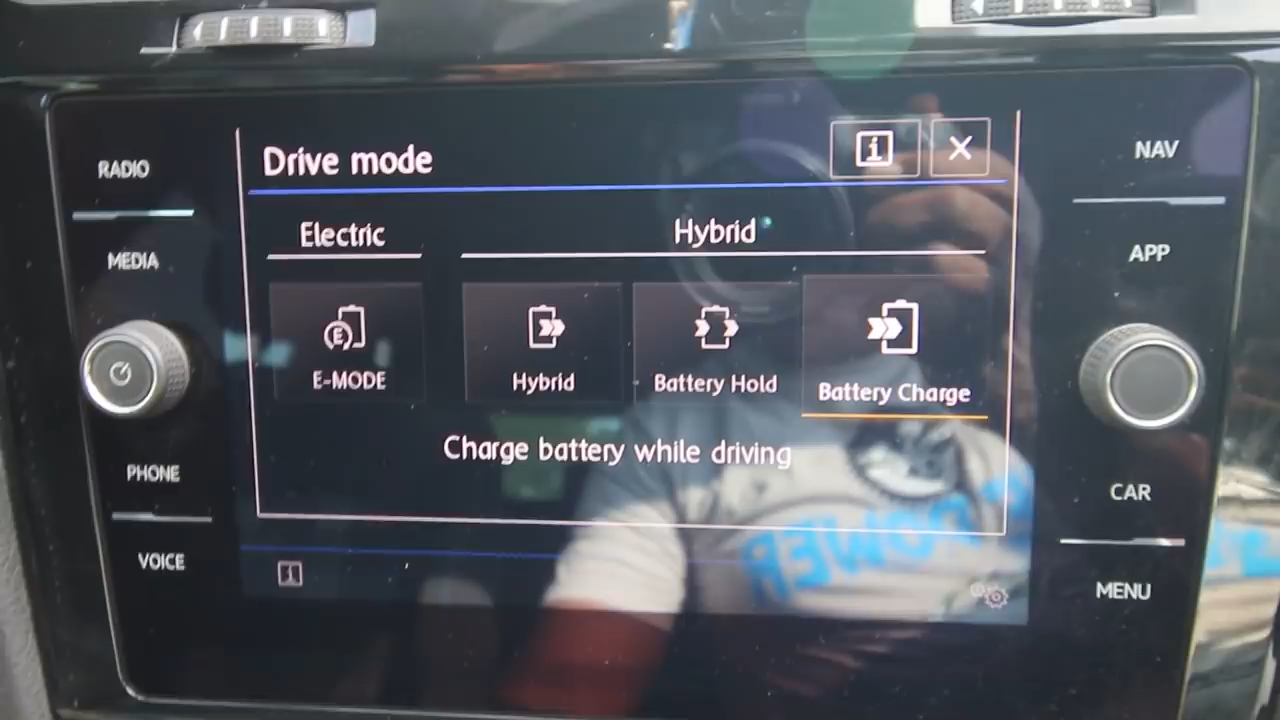 RADIO
MEDIA
PHONE
VOICE
Drive mode
i
Electric
Hybrid
E-MODE
Hybrid
Battery Hold
Battery Charge
Charge battery while driving
i
NAV
APP
CAR
MENU